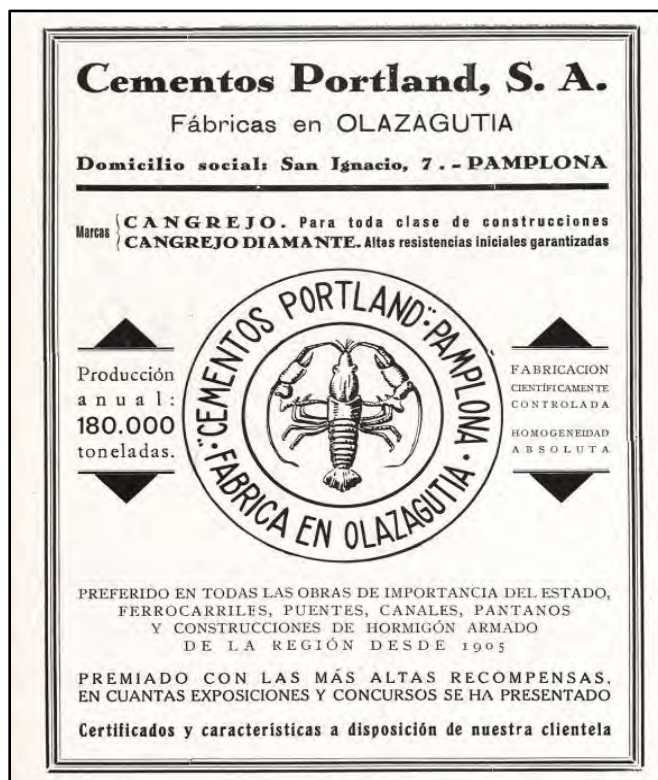 Cementos Portland, S. A.
Fábricas en OLAZAGUTIA
Domicilio social: San Ignacio, 7. - PAMPLONA
Marcas
CANGREJO. Para toda clase de construcciones
CANGREJO DIAMANTE. Altas resistencias iniciales garantizadas
"CEMENTOS PORTLAND" PAMPLONA ·
FABRICA EN OLAZAGUTIA ·
Producción
anual:
180.000
toneladas.
FABRICACION
CIENTÍFICAMENTE
CONTROLADA
HOMOGENEIDAD
ABSOLUTA
PREFERIDO EN TODAS LAS OBRAS DE IMPORTANCIA DEL ESTADO,
FERROCARRILES, PUENTES, CANALES, PANTANOS
Y CONSTRUCCIONES DE HORMIGÓN ARMADO
DE LA REGIÓN DESDE 1905
PREMIADO CON LAS MÁS ALTAS RECOMPENSAS,
EN CUANTAS EXPOSICIONES Y CONCURSOS SE HA PRESENTADO
Certificados y características a disposición de nuestra clientela